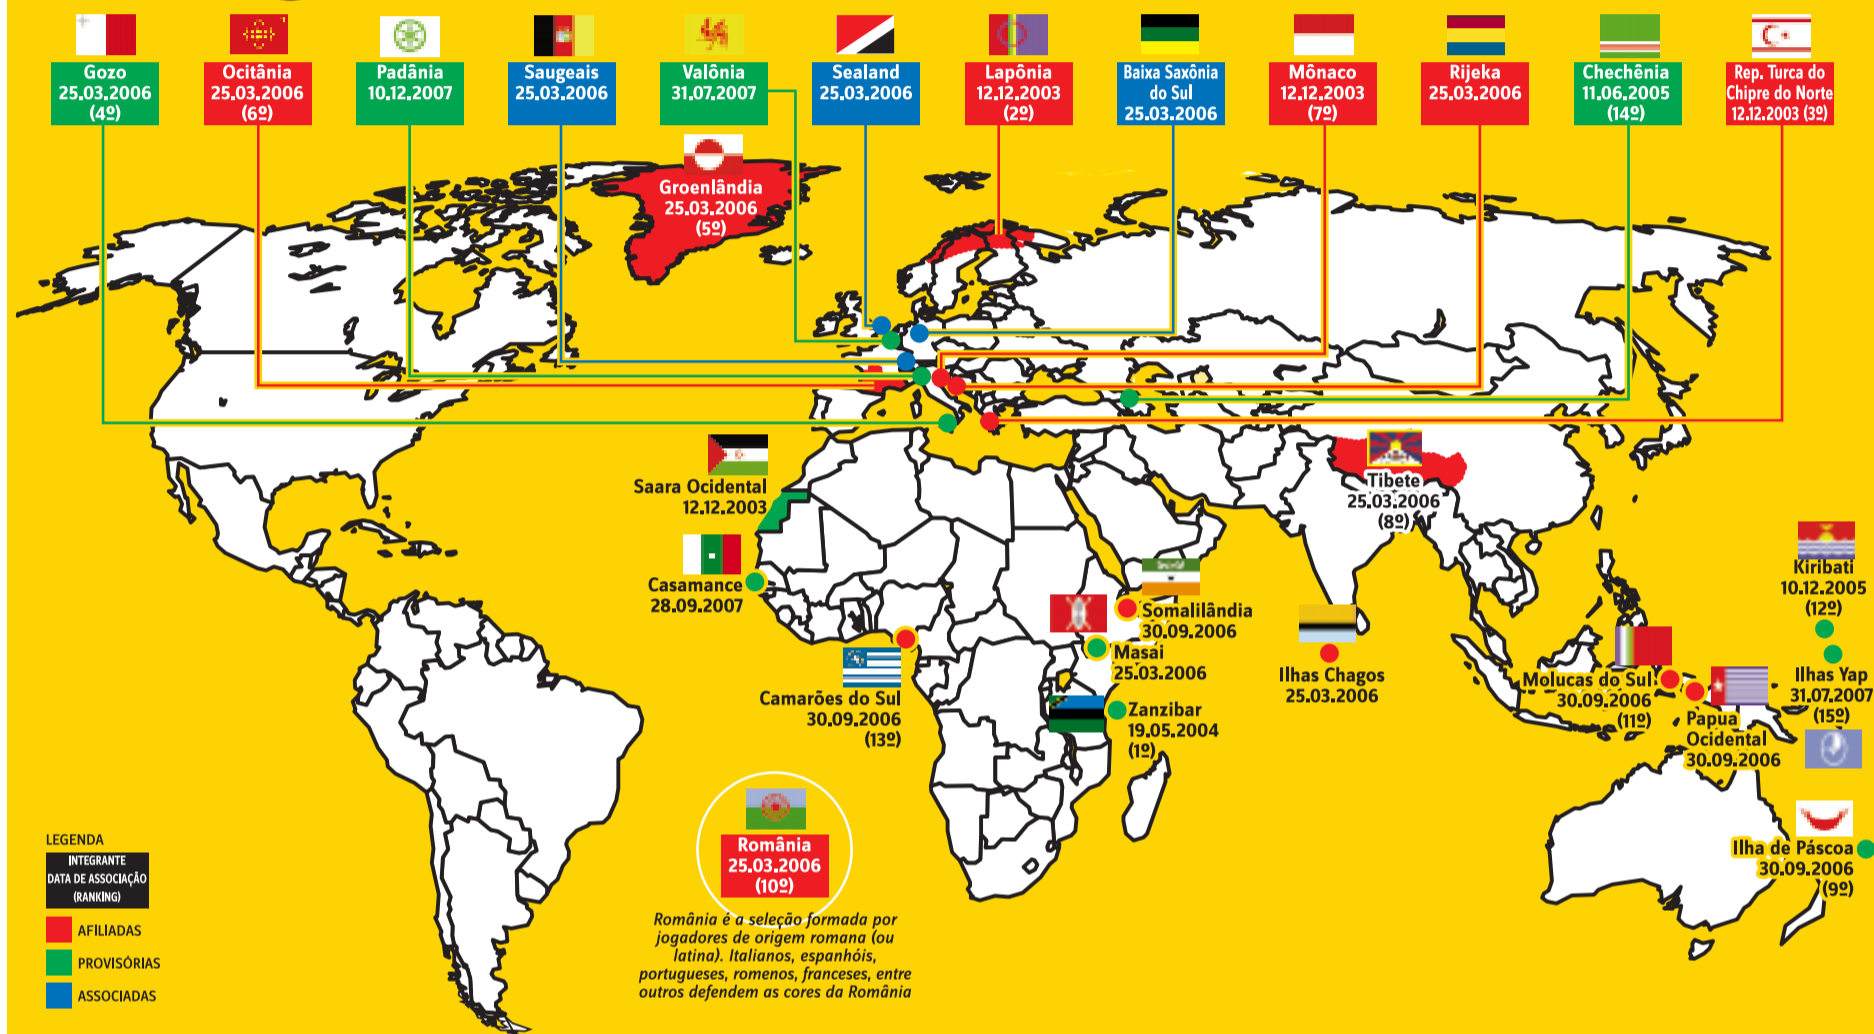 Gozo
25.03.2006
(4º)
Ocitânia
25.03.2006
(6º)
Padânia
10.12.2007
Saugeais
25.03.2006
Valônia
31.07.2007
Sealand
25.03.2006
Lapônia
12.12.2003
(2º)
Baixa Saxônia
do Sul
25.03.2006
Mônaco
12.12.2003
(7º)
Rijeka
25.03.2006
Chechênia
11.06.2005
(14º)
Rep. Turca do
Chipre do Norte
12.12.2003 (3º)
Groenlândia
25.03.2006
(5º)
Saara Ocidental
12.12.2003
Casamance
28.09.2007
Camarões do Sul
30.09.2006
(13º)
Somalilândia
30.09.2006
Masai
25.03.2006
Zanzibar
19.05.2004
(1º)
Ilhas Chagos
25.03.2006
Tibete
25.03.2006
(8º)
Kiribati
10.12.2005
(12º)
Ilhas Yap
31.07.2007
(15º)
Molucas do Sul
30.09.2006
(11º)
Papua
Ocidental
30.09.2006
Ilha de Páscoa
30.09.2006
(9º)
România
25.03.2006
(10º)
România é a seleção formada por
jogadores de origem romana (ou
latina). Italianos, espanhóis,
portugueses, romenos, franceses, entre
outros defendem as cores da România
LEGENDA
INTEGRANTE
DATA DE ASSOCIAÇÃO
(RANKING)
AFILIADAS
PROVISÓRIAS
ASSOCIADAS